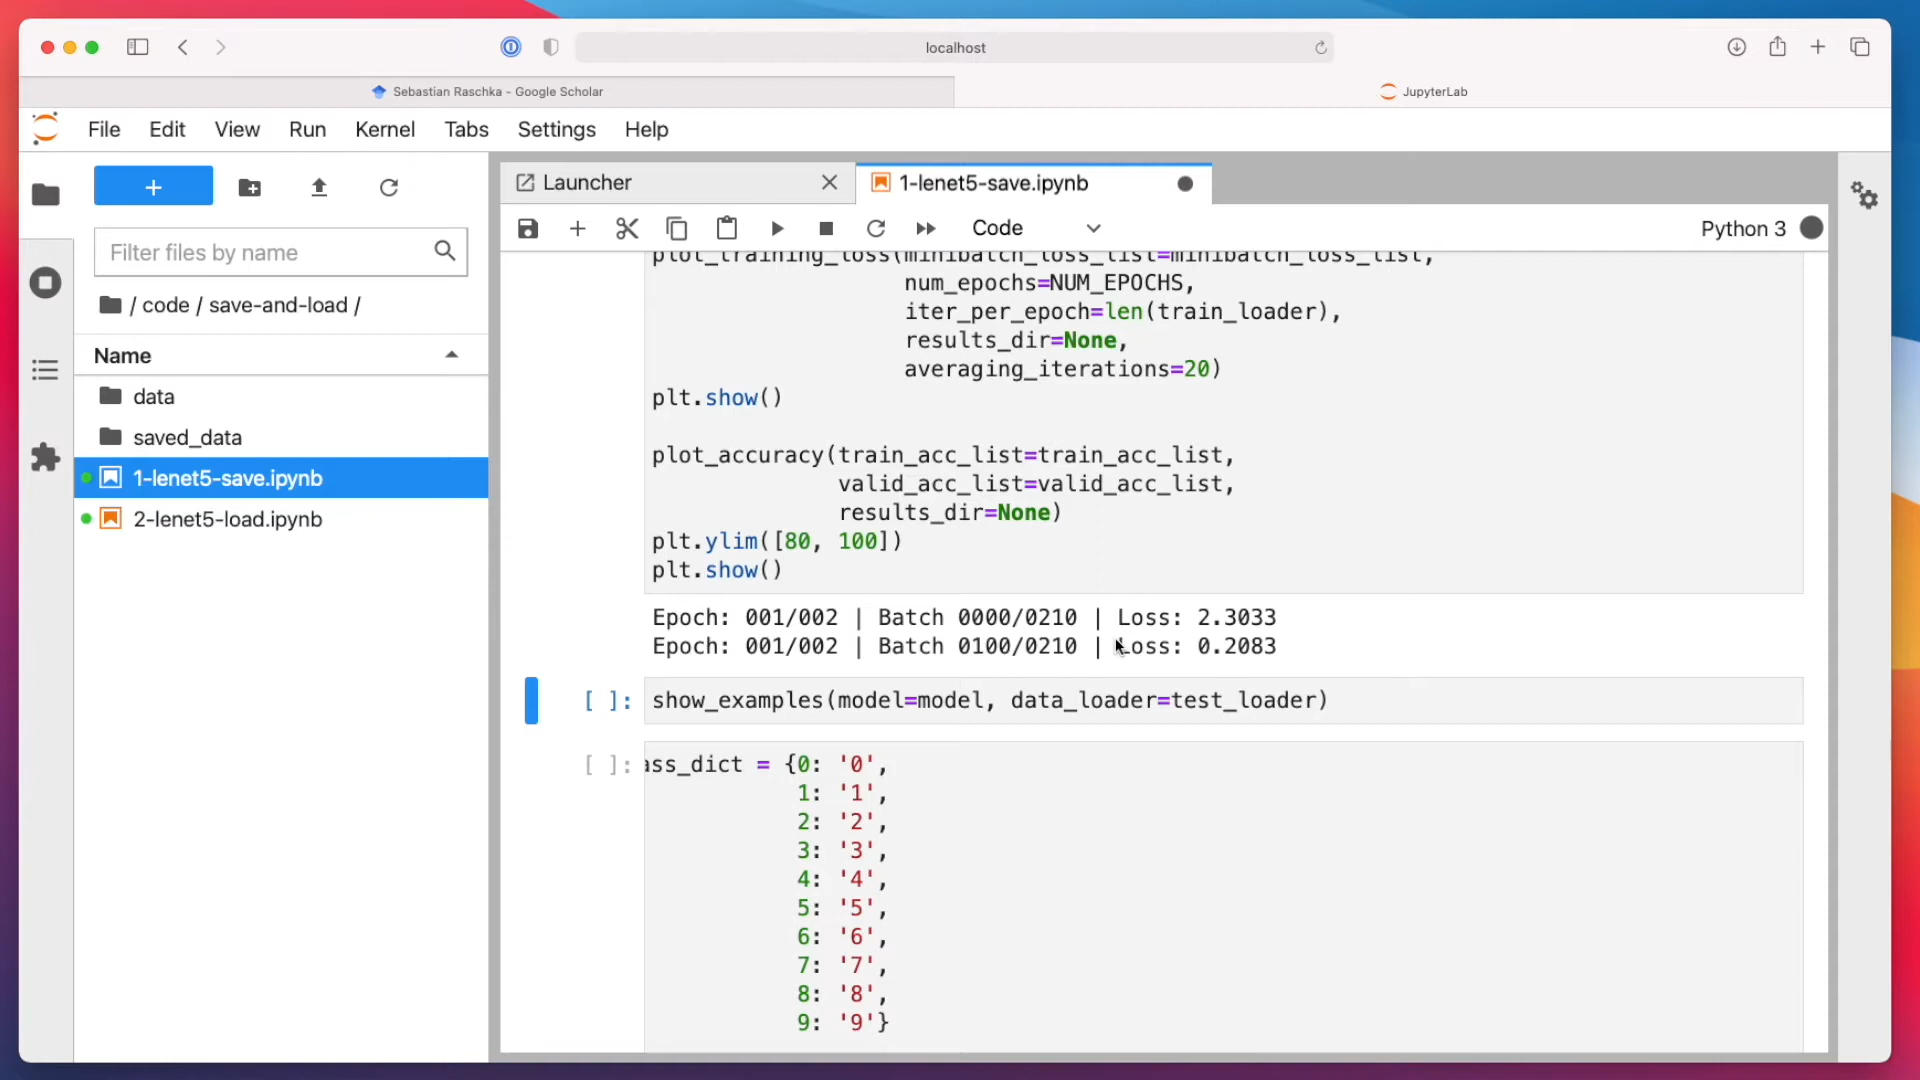 localhost
Sebastian Raschka - Google Scholar
JupyterLab
File Edit View Run Kernel Tabs Settings Help
Launcher
1-lenet5-save.ipynb
Code
Python 3
Filter files by name
/ code / save-and-load /
Name
data
saved_data
1-lenet5-save.ipynb
2-lenet5-load.ipynb
plot_training_loss(minibatch_loss_list=minibatch_loss_list,
num_epochs=NUM_EPOCHS,
iter_per_epoch=len(train_loader),
results_dir=None,
averaging_iterations=20)
plt.show()
plot_accuracy(train_acc_list=train_acc_list,
valid_acc_list=valid_acc_list,
results_dir=None)
plt.ylim([80, 100])
plt.show()
Epoch: 001/002 | Batch 0000/0210 | Loss: 2.3033
Epoch: 001/002 | Batch 0100/0210 | Loss: 0.2083
[ ]: show_examples(model=model, data_loader=test_loader)
[ ]: ass_dict = {0: '0',
1: '1',
2: '2',
3: '3',
4: '4',
5: '5',
6: '6',
7: '7',
8: '8',
9: '9'}